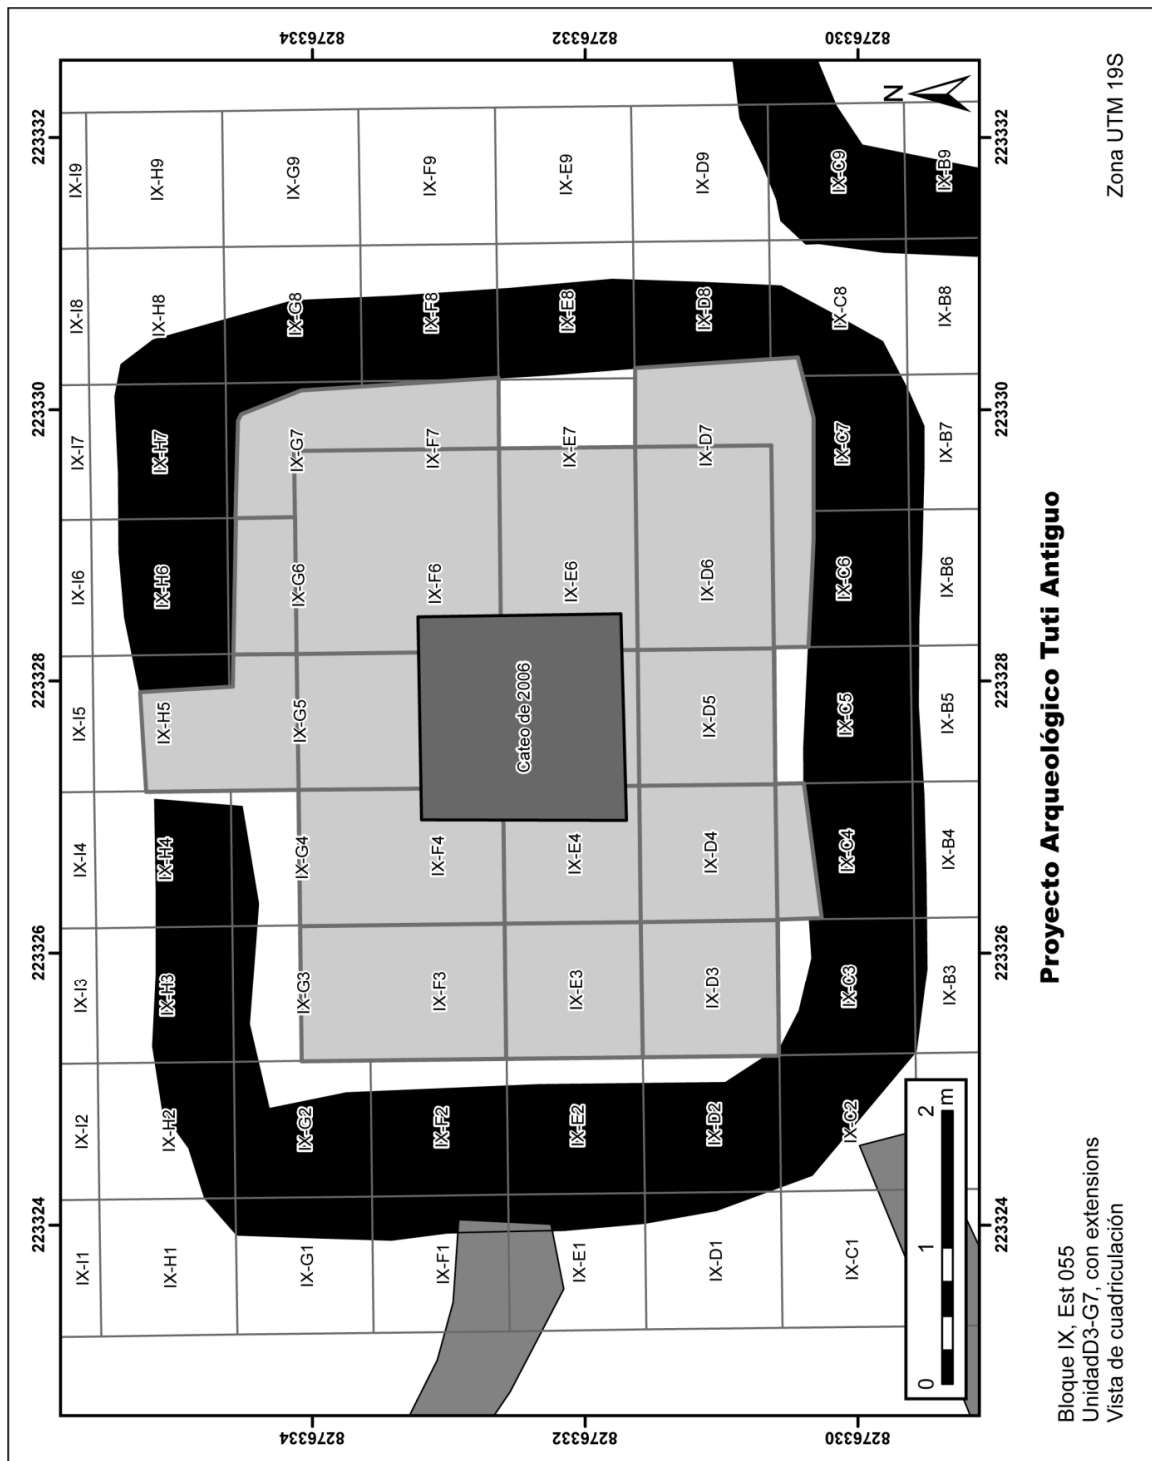 223324 223326 223328 223330 223332
IX-I1 IX-I2 IX-I3 IX-I4 IX-I5 IX-I6 IX-I7 IX-I8 IX-I9
IX-H1 IX-H2 IX-H3 IX-H4 IX-H5 IX-H6 IX-H7 IX-H8 IX-H9
8276334 IX-G1 IX-G2 IX-G3 IX-G4 IX-G5 IX-G6 IX-G7 IX-G8 IX-G9 8276334
IX-F1 IX-F2 IX-F3 IX-F4 IX-F6 IX-F7 IX-F8 IX-F9
Cateo de 2006
8276332 IX-E1 IX-E2 IX-E3 IX-E4 IX-E6 IX-E7 IX-E8 IX-E9 8276332
IX-D1 IX-D2 IX-D3 IX-D4 IX-D5 IX-D6 IX-D7 IX-D8 IX-D9
8276330 IX-C1 IX-C2 IX-C3 IX-C4 IX-C5 IX-C6 IX-C7 IX-C8 IX-C9 8276330
N
0 1 2 m
IX-B3 IX-B4 IX-B5 IX-B6 IX-B7 IX-B8 IX-B9
223324 223326 223328 223330 223332
Proyecto Arqueológico Tuti Antiguo
Bloque IX, Est 055
UnidadD3-G7, con extensions
Vista de cuadriculación
Zona UTM 19S